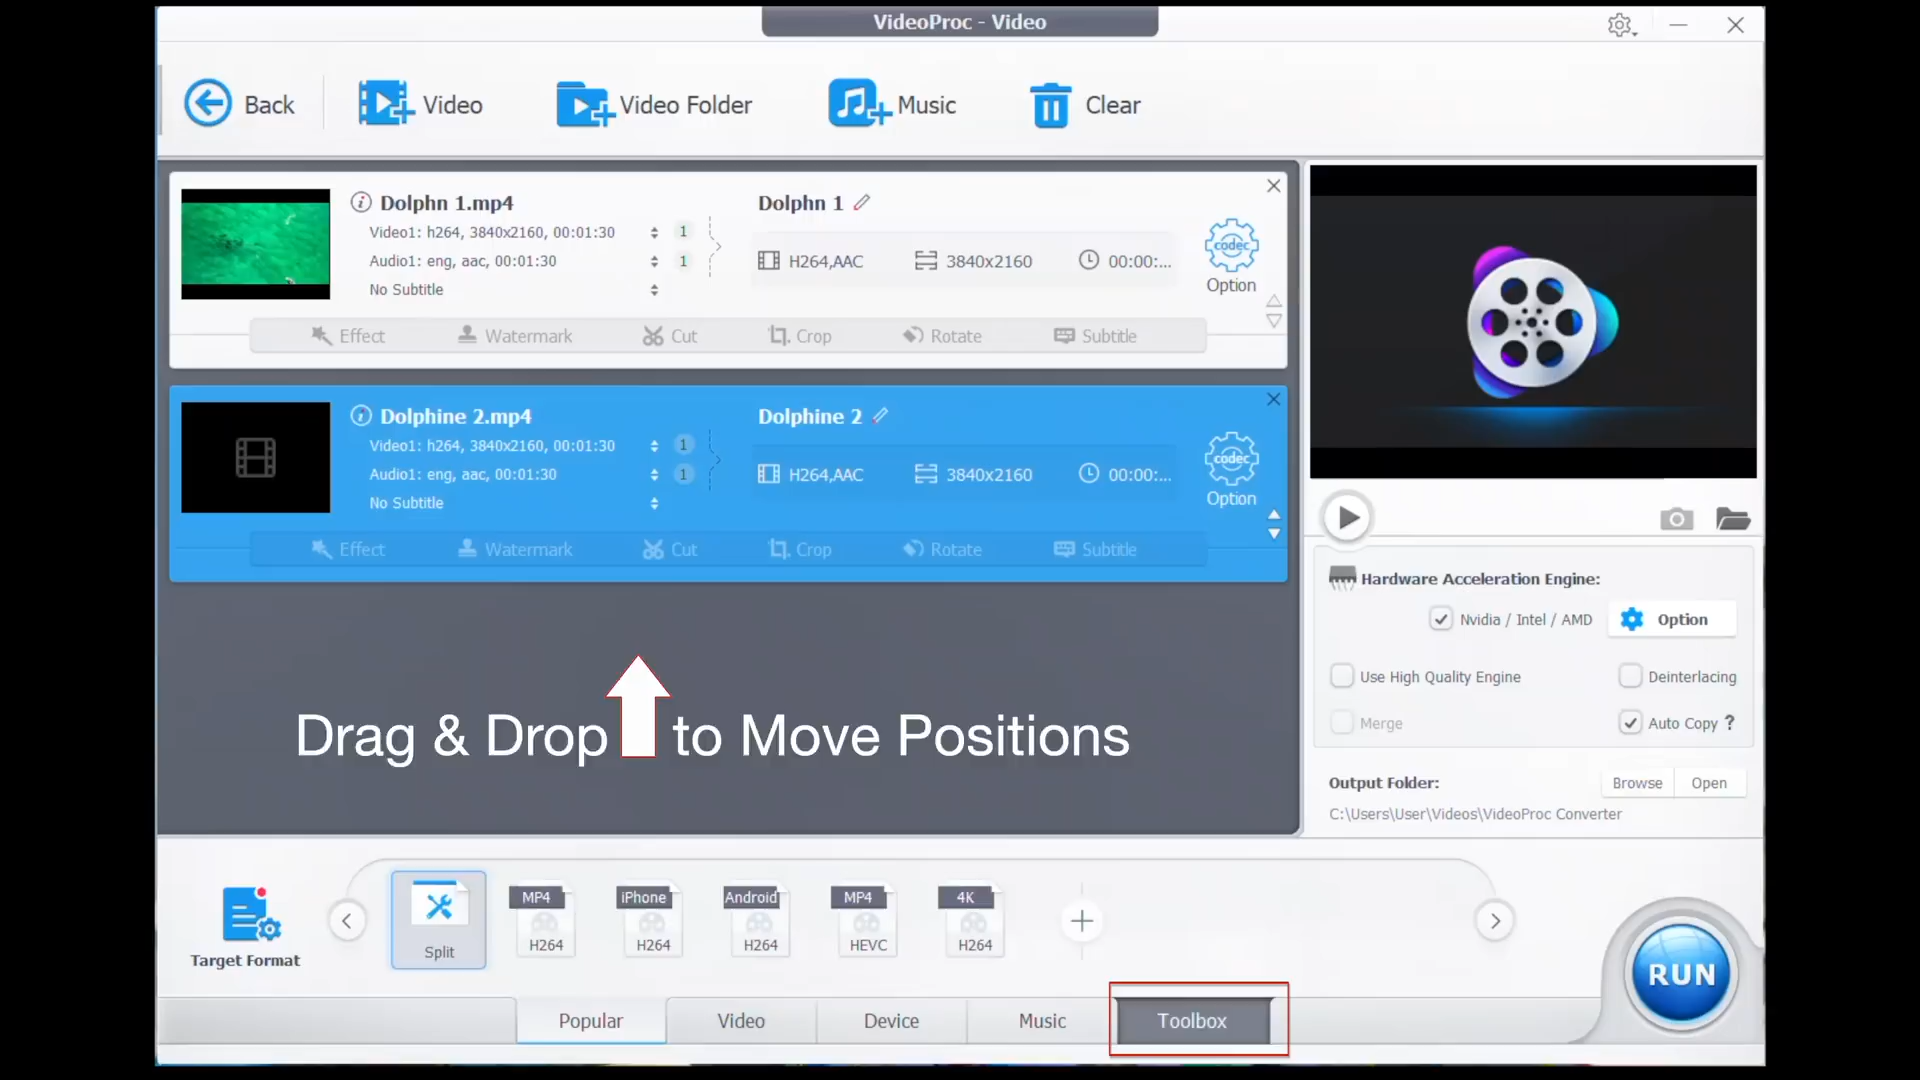 VideoProc - Video
Back
Video
Video Folder
Music
Clear
Dolphn 1.mp4
Video1: h264, 3840x2160, 00:01:30
1
Audio1: eng, aac, 00:01:30
1
No Subtitle
Dolphn 1
H264,AAC
3840x2160
00:00:...
codec
Option
Effect
Watermark
Cut
Crop
Rotate
Subtitle
Dolphine 2.mp4
Video1: h264, 3840x2160, 00:01:30
1
Audio1: eng, aac, 00:01:30
1
No Subtitle
Dolphine 2
H264,AAC
3840x2160
00:00:...
codec
Option
Effect
Watermark
Cut
Crop
Rotate
Subtitle
Drag & Drop to Move Positions
Hardware Acceleration Engine:
Nvidia / Intel / AMD
Option
Use High Quality Engine
Deinterlacing
Merge
Auto Copy ?
Output Folder:
Browse
Open
C:\Users\User\Videos\VideoProc Converter
Target Format
Split
MP4
H264
iPhone
H264
Android
H264
MP4
HEVC
4K
H264
RUN
Popular
Video
Device
Music
Toolbox